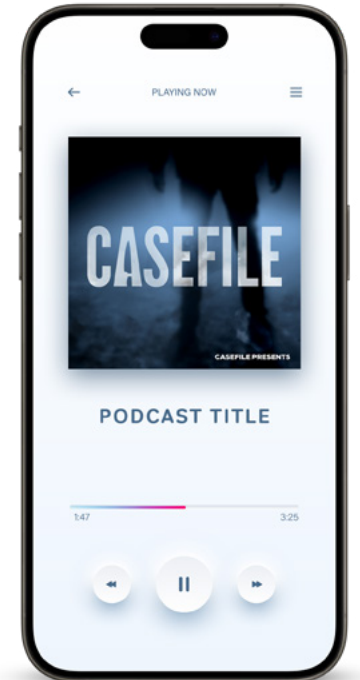 PLAYING NOW
CASEFILE
CASEFILE PRESENTS
PODCAST TITLE
1:47
3:25